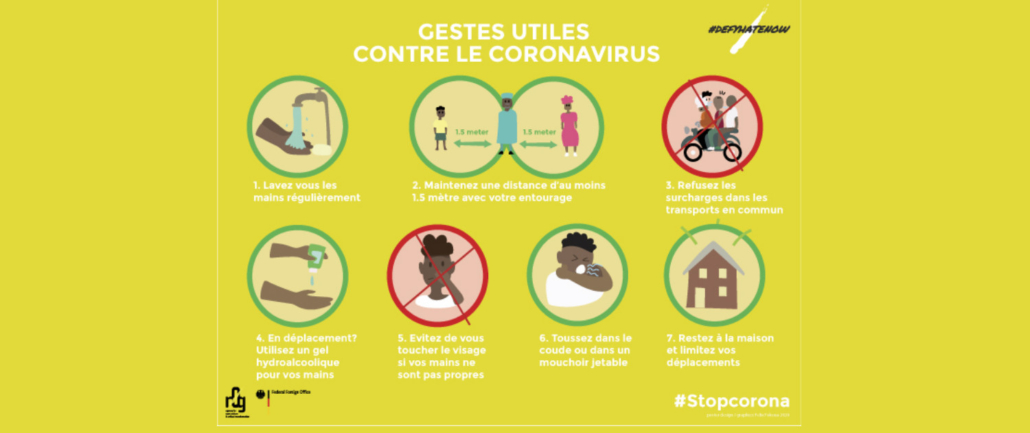 GESTES UTILES
CONTRE LE CORONAVIRUS
#DEFYHATENOW
1.5 meter
1.5 meter
1. Lavez vous les
mains régulièrement
2. Maintenez une distance d'au moins
1.5 mètre avec votre entourage
3. Refusez les
surcharges dans les
transports en commun
4. En déplacement?
Utilisez un gel
hydroalcoolique
pour vos mains
5. Evitez de vous
toucher le visage
si vos mains ne
sont pas propres
6. Toussez dans le
coude ou dans un
mouchoir jetable
7. Restez à la maison
et limitez vos
déplacements
Federal Foreign Office
#Stopcorona